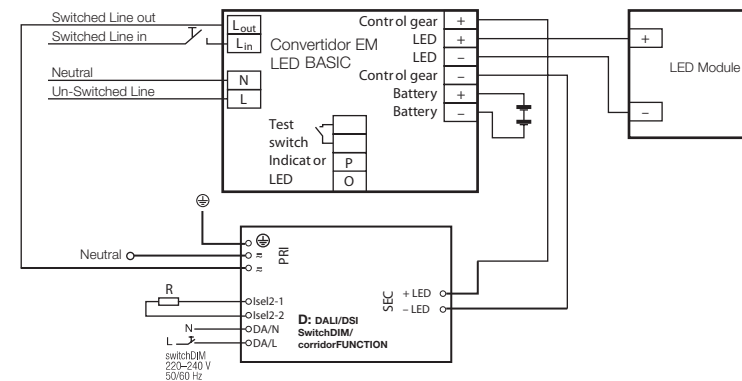 Switched Line out
Switched Line in
Neutral
Un-Switched Line
Lout
Lin
N
L
Convertidor EM
LED BASIC
Test
switch
Indicator
LED
P
O
Control gear +
LED +
LED –
Control gear –
Battery +
Battery –
+
–
LED Module
Neutral
PRI
≂
≂
R
Isel2-1
Isel2-2
N
DA/N
L
DA/L
switchDIM
220–240 V
50/60 Hz
D: DALI/DSI
SwitchDIM/
corridorFUNCTION
SEC
+ LED
– LED